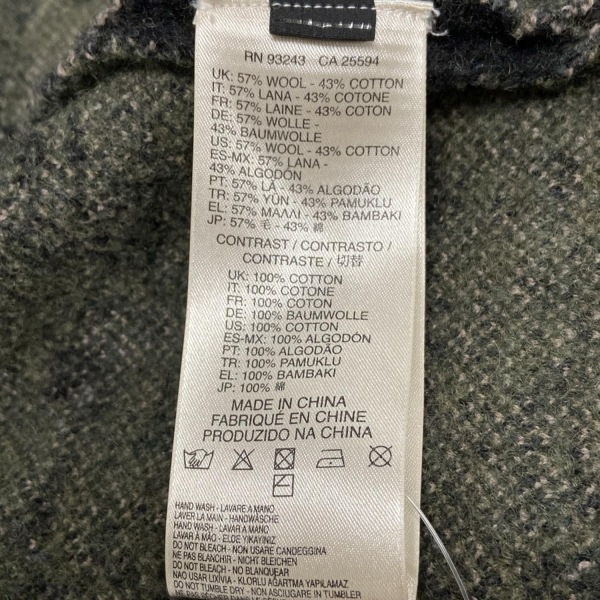 RN 93243 CA 25594
UK: 57% WOOL - 43% COTTON
IT: 57% LANA - 43% COTONE
FR: 57% LAINE - 43% COTON
DE: 57% WOLLE -
43% BAUMWOLLE
US: 57% WOOL - 43% COTTON
ES-MX: 57% LANA -
43% ALGODÓN
PT: 57% LÃ - 43% ALGODÃO
TR: 57% YÜN - 43% PAMUKLU
EL: 57% ΜΑΛΛΙ - 43% BAMBAKI
JP: 57% 毛 - 43% 綿
CONTRAST / CONTRASTO /
CONTRASTE / 切替
UK: 100% COTTON
IT: 100% COTONE
FR: 100% COTON
DE: 100% BAUMWOLLE
US: 100% COTTON
ES-MX: 100% ALGODÓN
PT: 100% ALGODÃO
TR: 100% PAMUKLU
EL: 100% BAMBAKI
JP: 100% 綿
MADE IN CHINA
FABRIQUÉ EN CHINE
PRODUZIDO NA CHINA
HAND WASH - LAVARE A MANO
LAVER LA MAIN - HANDWÄSCHE
HAND WASH - LAVAR A MANO
LAVAR À MÃO - ELDE YIKAYINIZ
DO NOT BLEACH - NON USARE CANDEGGINA
NE PAS BLANCHIR - NICHT BLEICHEN
DO NOT BLEACH - NO BLANQUEAR
NÃO USAR LIXÍVIA - KLORLU AĞARTMA YAPILAMAZ
DO NOT TUMBLE DRY - NON
NE PAS SÉCHER DANS LE